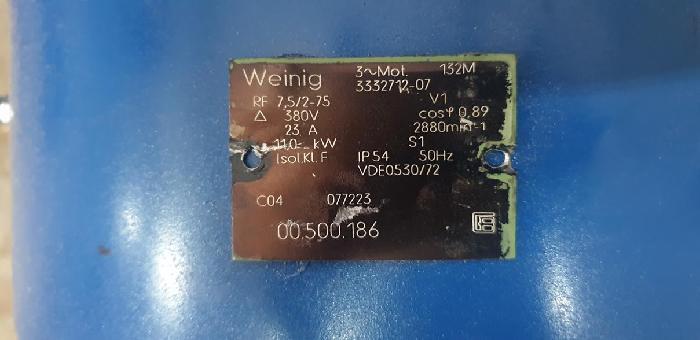 Weinig 3~Mot. 132M
3332712-07
RF 7,5/2-75 V1
Δ 380V cosφ 0.89
23 A 2880min-1
11,0- kW S1
Isol.Kl. F IP54 50Hz
VDE0530/72
C04 077223
00.500.186